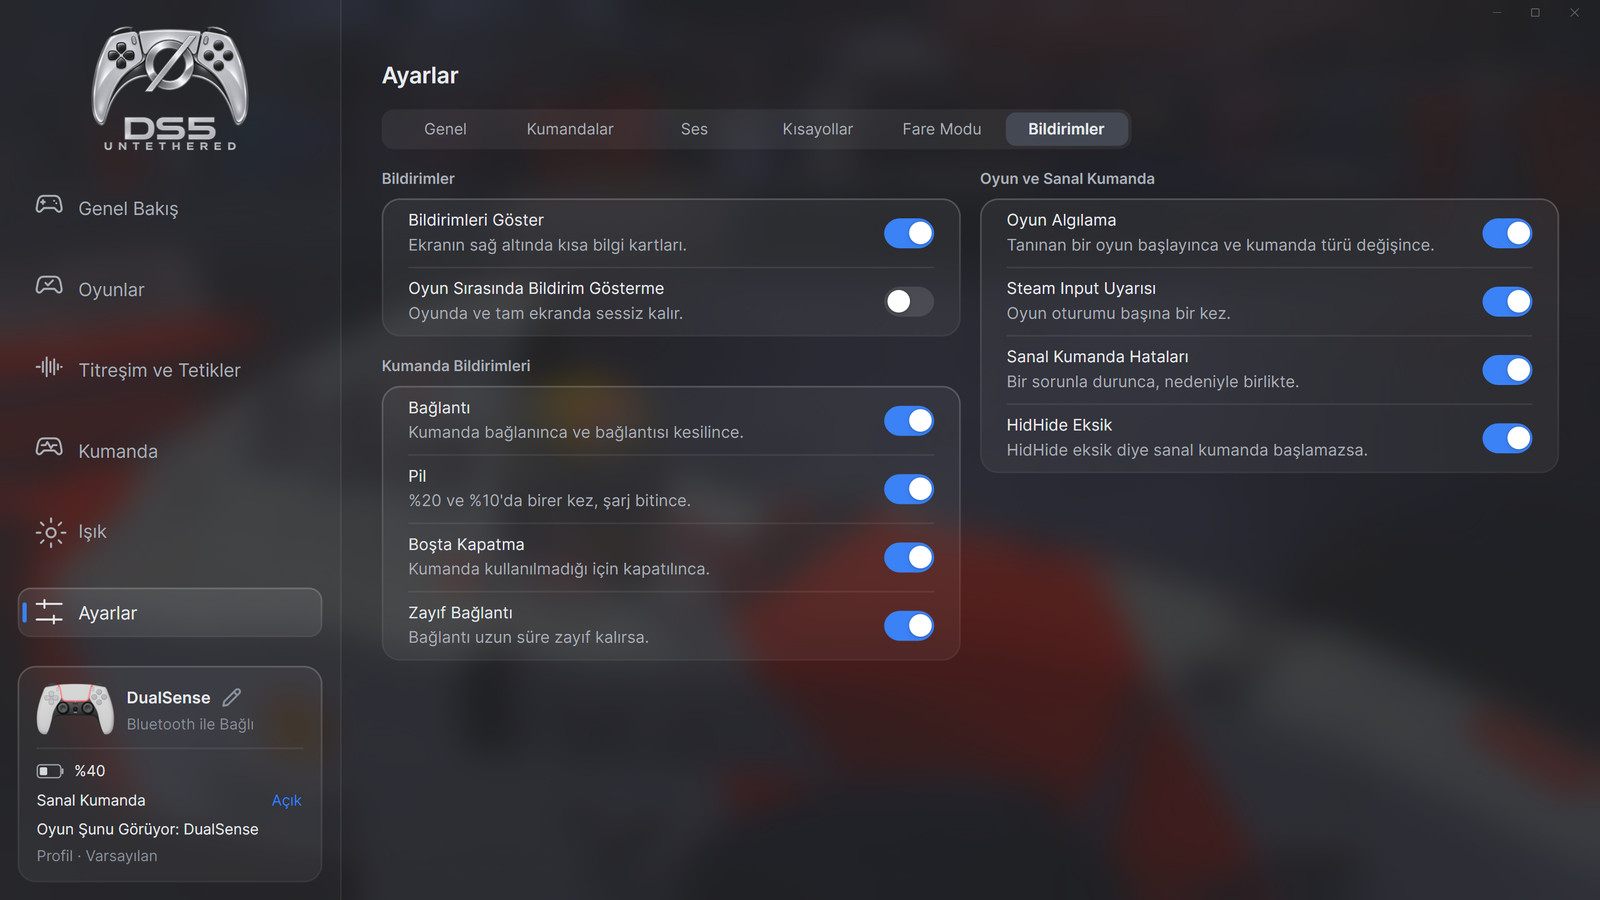 DS5
UNTETHERED
Genel Bakış
Oyunlar
Titreşim ve Tetikler
Kumanda
Işık
Ayarlar
DualSense
Bluetooth ile Bağlı
%40
Sanal Kumanda Açık
Oyun Şunu Görüyor: DualSense
Profil · Varsayılan
Ayarlar
Genel Kumandalar Ses Kısayollar Fare Modu Bildirimler
Bildirimler
Bildirimleri Göster
Ekranın sağ altında kısa bilgi kartları.
Oyun Sırasında Bildirim Gösterme
Oyunda ve tam ekranda sessiz kalır.
Kumanda Bildirimleri
Bağlantı
Kumanda bağlanınca ve bağlantısı kesilince.
Pil
%20 ve %10'da birer kez, şarj bitince.
Boşta Kapatma
Kumanda kullanılmadığı için kapatılınca.
Zayıf Bağlantı
Bağlantı uzun süre zayıf kalırsa.
Oyun ve Sanal Kumanda
Oyun Algılama
Tanınan bir oyun başlayınca ve kumanda türü değişince.
Steam Input Uyarısı
Oyun oturumu başına bir kez.
Sanal Kumanda Hataları
Bir sorunla durunca, nedeniyle birlikte.
HidHide Eksik
HidHide eksik diye sanal kumanda başlamazsa.